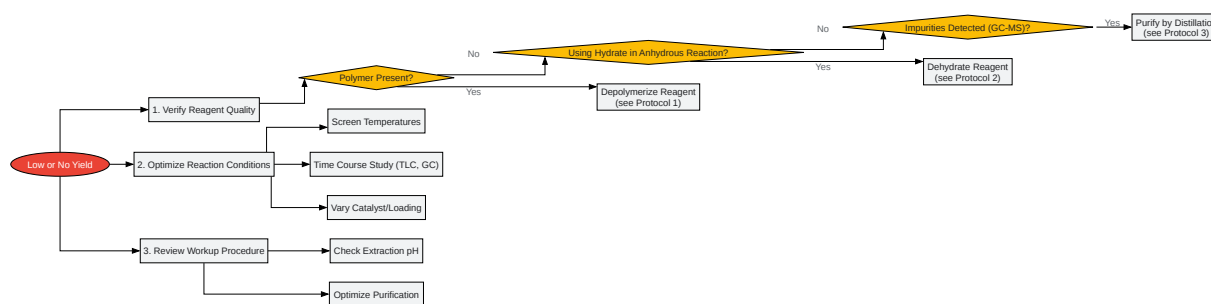 No
Impurities Detected (GC-MS)?
Yes
Purify by Distillation
(see Protocol 3)
No
Using Hydrate in Anhydrous Reaction?
Yes
Dehydrate Reagent
(see Protocol 2)
Polymer Present?
Yes
Depolymerize Reagent
(see Protocol 1)
1. Verify Reagent Quality
Screen Temperatures
Low or No Yield
2. Optimize Reaction Conditions
Time Course Study (TLC, GC)
Vary Catalyst/Loading
3. Review Workup Procedure
Check Extraction pH
Optimize Purification